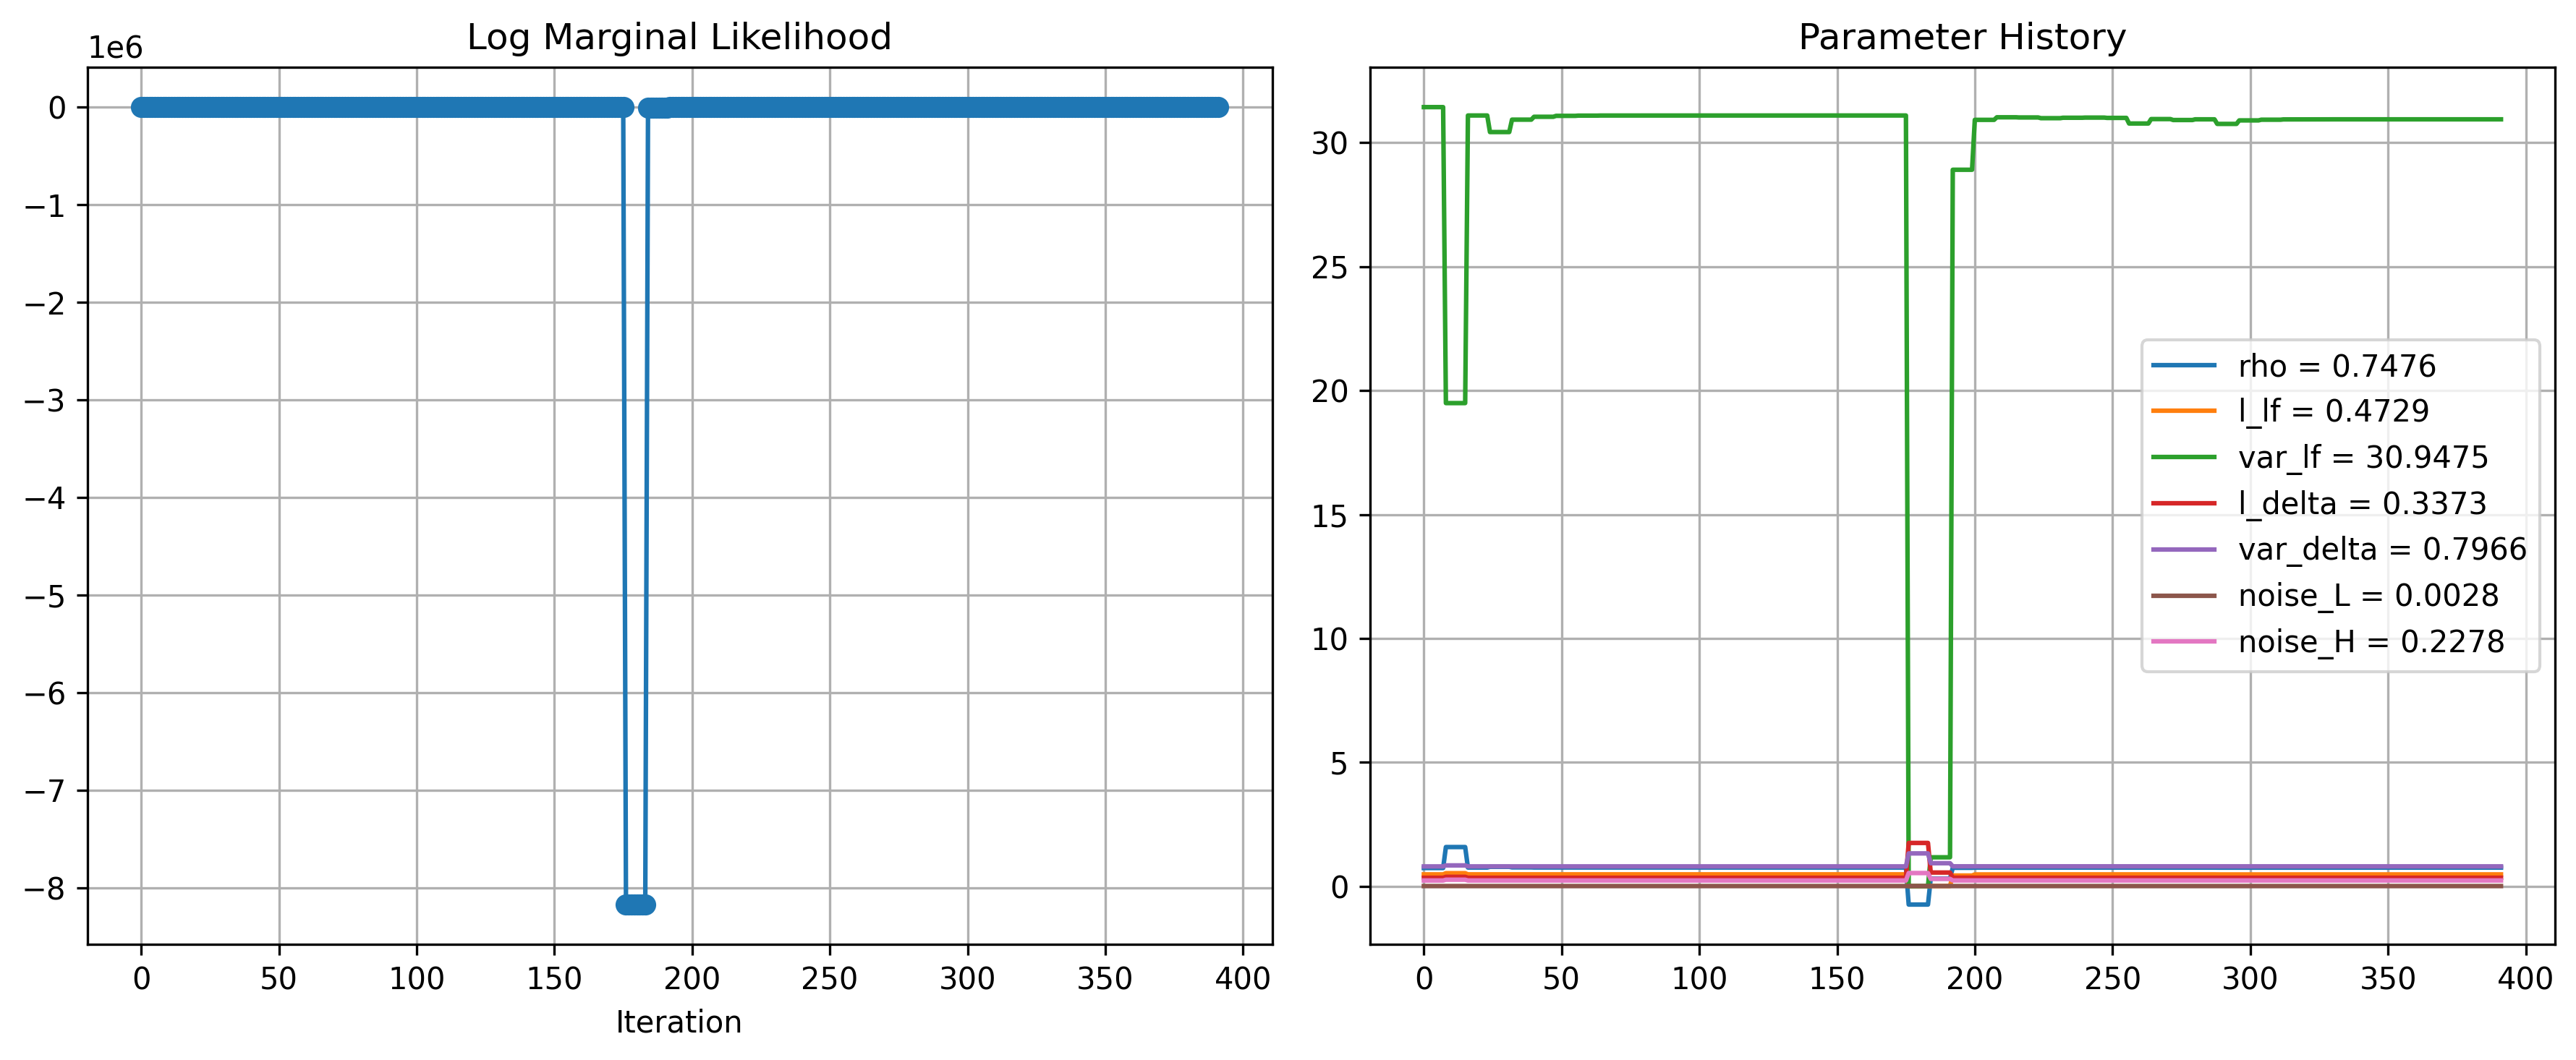 Log Marginal Likelihood
1e6
0
−1
−2
−3
−4
−5
−6
−7
−8
0 50 100 150 200 250 300 350 400
Iteration
Parameter History
30
25
20
15
10
5
0
rho = 0.7476
l_lf = 0.4729
var_lf = 30.9475
l_delta = 0.3373
var_delta = 0.7966
noise_L = 0.0028
noise_H = 0.2278
0 50 100 150 200 250 300 350 400